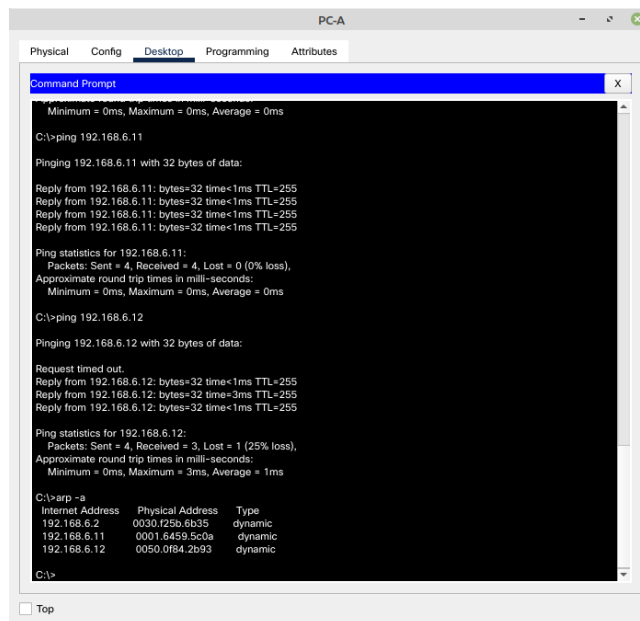 PC-A
Physical Config Desktop Programming Attributes
Command Prompt X
Approximate round trip times in milli-seconds:
Minimum = 0ms, Maximum = 0ms, Average = 0ms
C:\>ping 192.168.6.11
Pinging 192.168.6.11 with 32 bytes of data:
Reply from 192.168.6.11: bytes=32 time<1ms TTL=255
Reply from 192.168.6.11: bytes=32 time<1ms TTL=255
Reply from 192.168.6.11: bytes=32 time<1ms TTL=255
Reply from 192.168.6.11: bytes=32 time<1ms TTL=255
Ping statistics for 192.168.6.11:
Packets: Sent = 4, Received = 4, Lost = 0 (0% loss),
Approximate round trip times in milli-seconds:
Minimum = 0ms, Maximum = 0ms, Average = 0ms
C:\>ping 192.168.6.12
Pinging 192.168.6.12 with 32 bytes of data:
Request timed out.
Reply from 192.168.6.12: bytes=32 time<1ms TTL=255
Reply from 192.168.6.12: bytes=32 time=3ms TTL=255
Reply from 192.168.6.12: bytes=32 time<1ms TTL=255
Ping statistics for 192.168.6.12:
Packets: Sent = 4, Received = 3, Lost = 1 (25% loss),
Approximate round trip times in milli-seconds:
Minimum = 0ms, Maximum = 3ms, Average = 1ms
C:\>arp -a
Internet Address Physical Address Type
192.168.6.2 0030.f25b.6b35 dynamic
192.168.6.11 0001.6459.5c0a dynamic
192.168.6.12 0050.0f84.2b93 dynamic
C:\>
Top